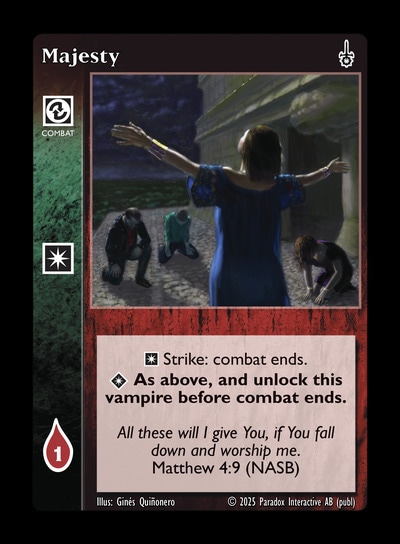 Majesty
COMBAT
Strike: combat ends.
As above, and unlock this
vampire before combat ends.
All these will I give You, if You fall
down and worship me.
Matthew 4:9 (NASB)
1
Illus: Ginés Quiñonero © 2025 Paradox Interactive AB (publ)